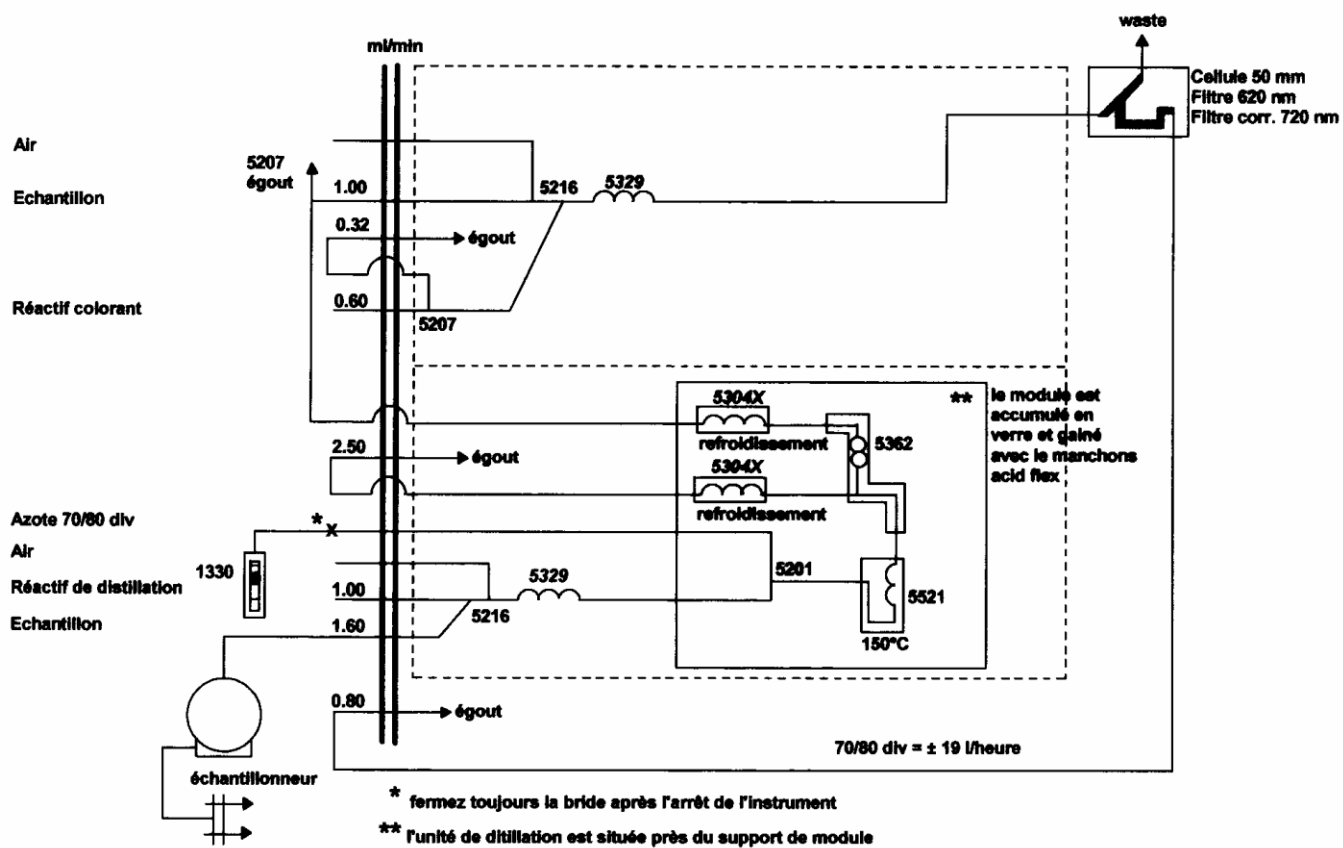 waste
ml/min
Cellule 50 mm
Filtre 620 nm
Filtre corr. 720 nm
Air
5207
égout
Echantillon
1.00
5216
5329
0.32
égout
Réactif colorant
0.60
5207
5304X
refroidissement
**
le module est
accumulé en
verre et gainé
avec le manchons
acid flex
5362
2.50
égout
5304X
refroidissement
Azote 70/80 div
* x
Air
1330
Réactif de distillation
1.00
5216
5329
5201
5521
150°C
Echantillon
1.60
0.80
égout
70/80 div = ± 19 l/heure
échantillonneur
* fermez toujours la bride après l'arrêt de l'instrument
** l'unité de ditillation est située près du support de module